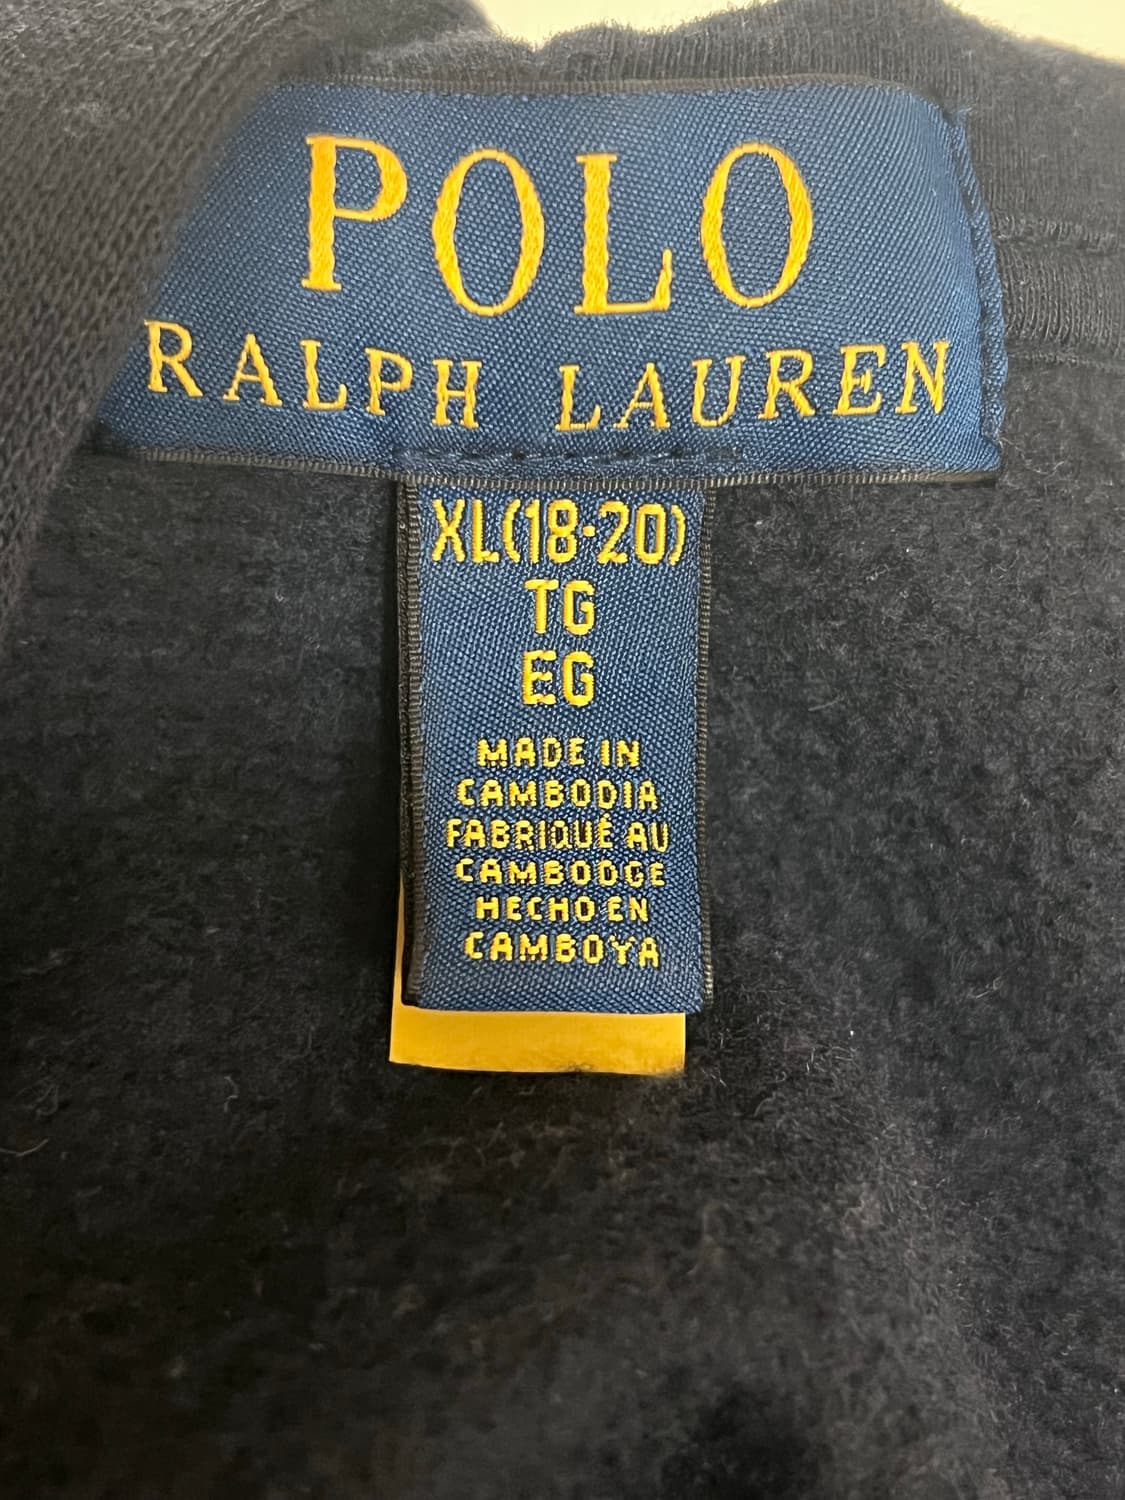 POLO
RALPH LAUREN
XL(18-20)
TG
EG
MADE IN
CAMBODIA
FABRIQUÉ AU
CAMBODGE
HECHO EN
CAMBOYA